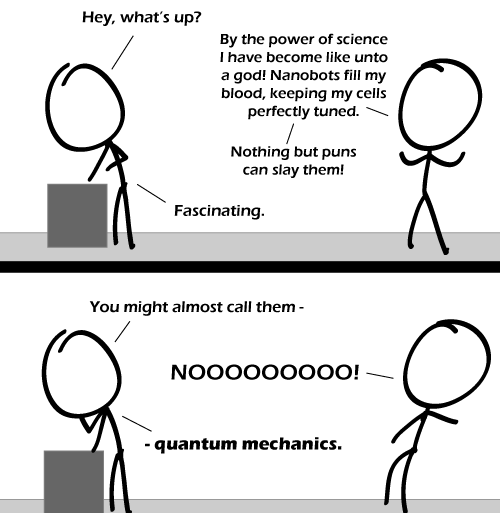 Hey, what's up?
By the power of science
I have become like unto
a god! Nanobots fill my
blood, keeping my cells
perfectly tuned.
Nothing but puns
can slay them!
Fascinating.
You might almost call them -
NOOOOOOOOO!
- quantum mechanics.